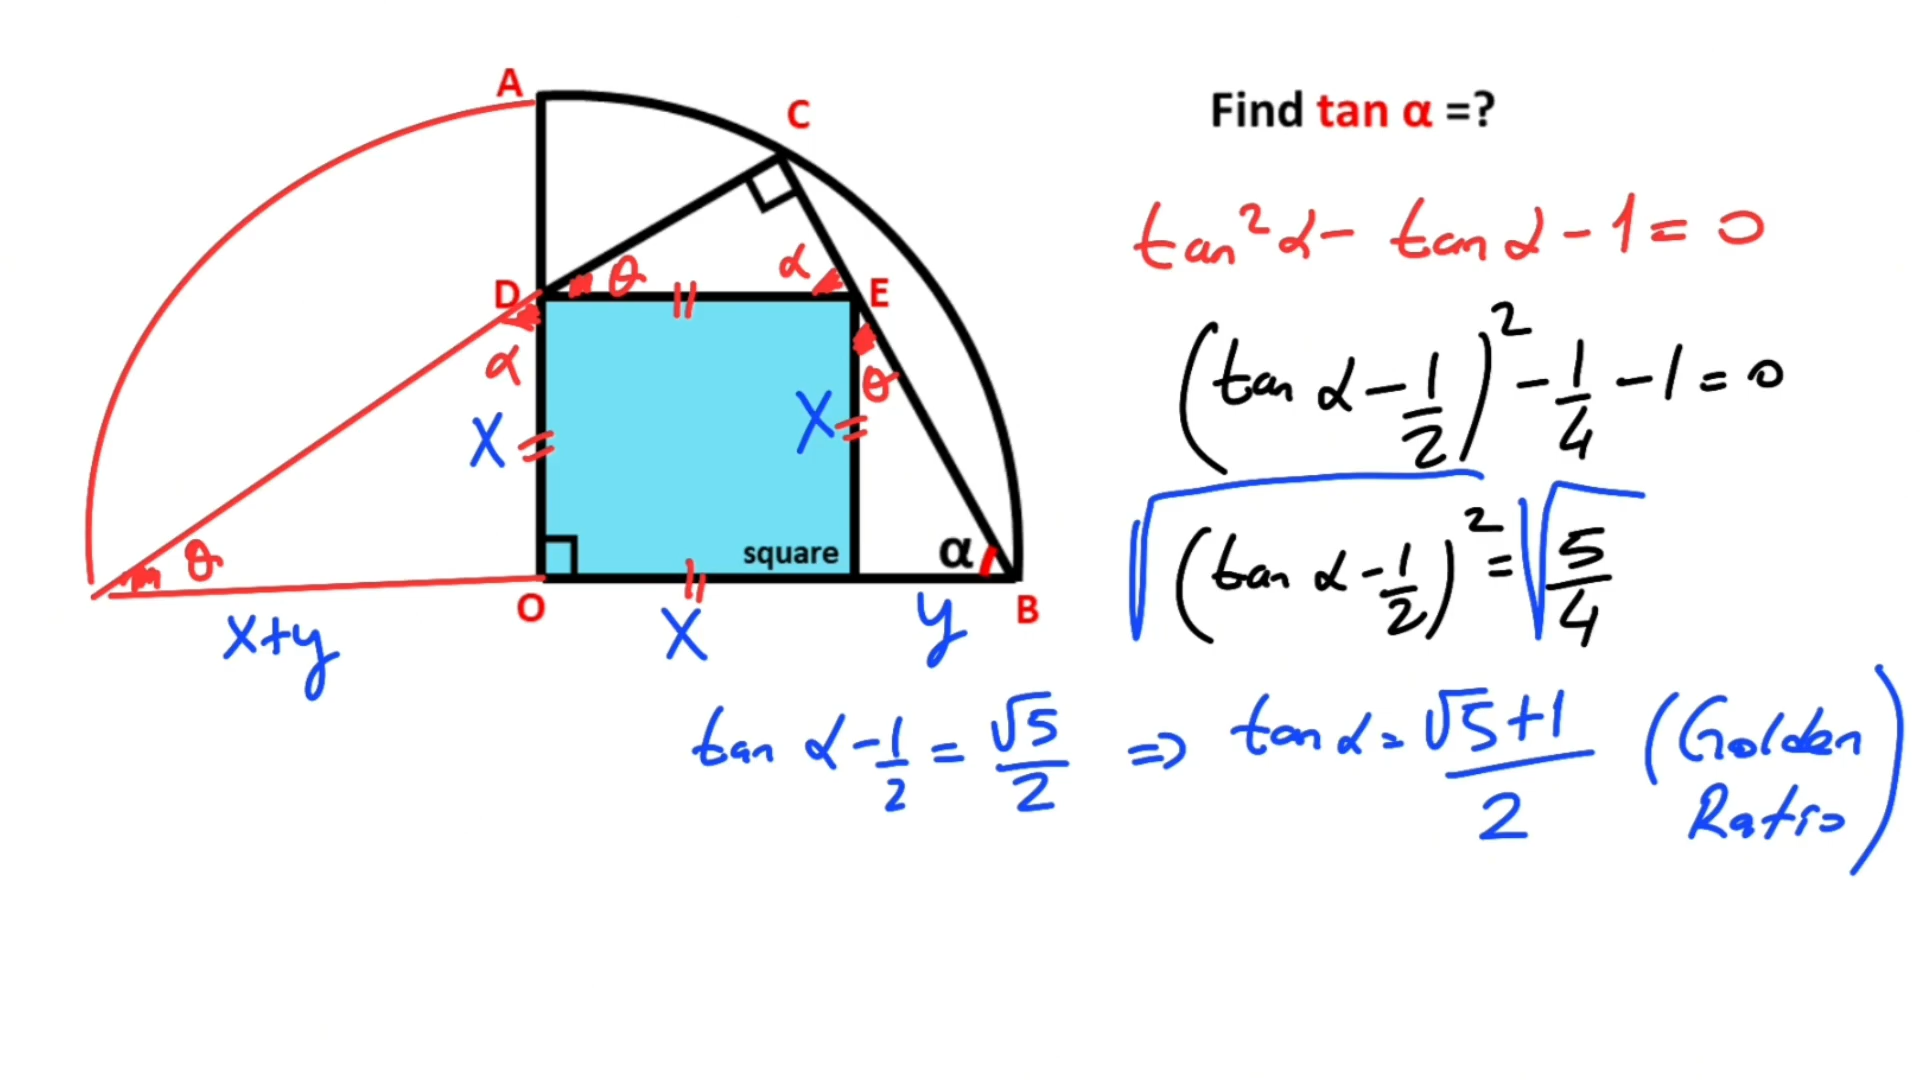 A
C
Find tan α =?
tan²α - tan α - 1 = 0
D
θ
α
E
α
θ
(tan α - 1/2)² - 1/4 - 1 = 0
X
X
square
α
θ
√(tan α - 1/2)² = √5/4
O
B
x+y
X
y
tan α - 1/2 = √5/2 ⇒ tan α = √5+1/2 (Golden Ratio)